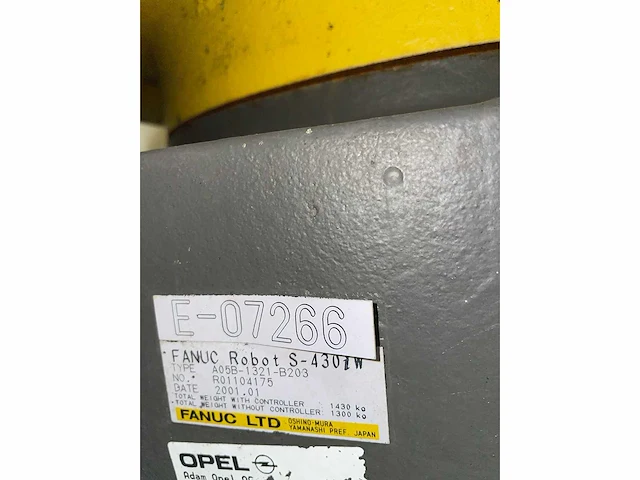 E-07266
FANUC Robot S-430iW
TYPE A05B-1321-B203
NO. R01104175
DATE 2001.01
TOTAL WEIGHT WITH CONTROLLER : 1430 kg
TOTAL WEIGHT WITHOUT CONTROLLER: 1300 kg
FANUC LTD OSHINO-MURA
YAMANASHI PREF. JAPAN
OPEL
Adam Opel